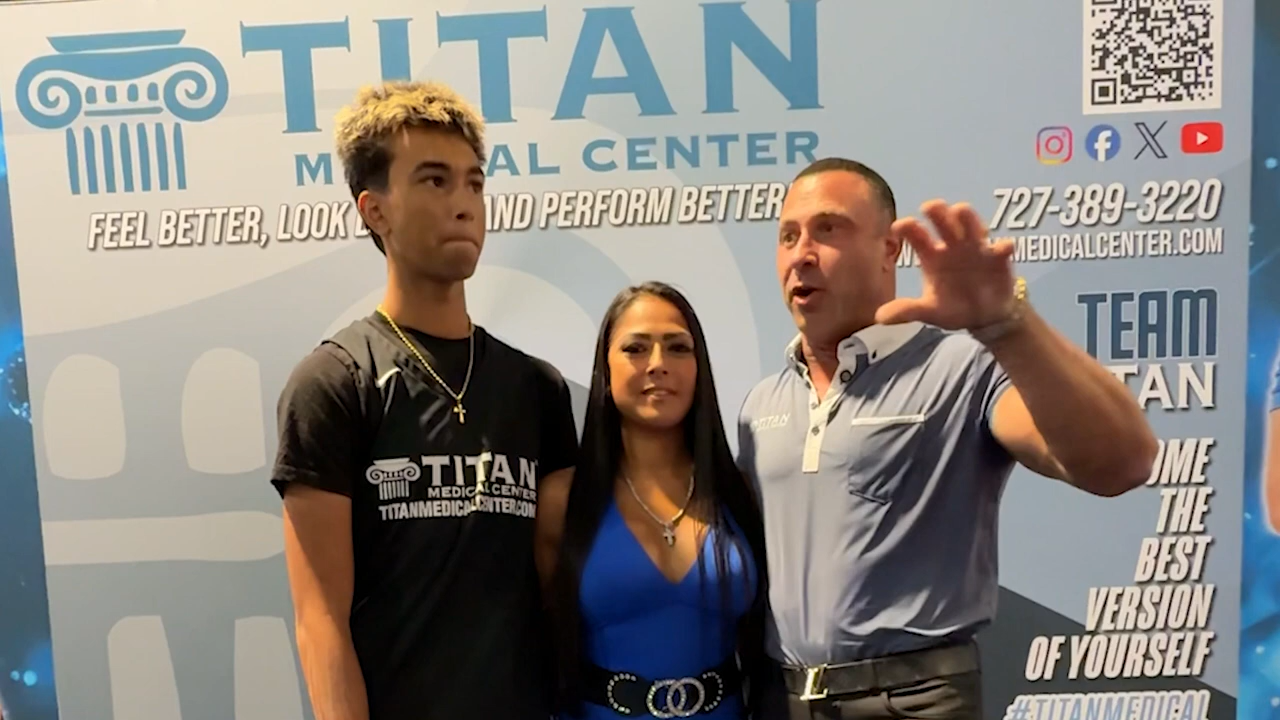 TITAN
MEDICAL CENTER
FEEL BETTER, LOOK AND PERFORM BETTER
727-389-3220
MEDICALCENTER.COM
TEAM
TAN
OME
THE
BEST
VERSION
OF YOURSELF
#TITANMEDICAL
TITAN
MEDICAL CENTER
TITANMEDICALCENTER.COM
TITAN